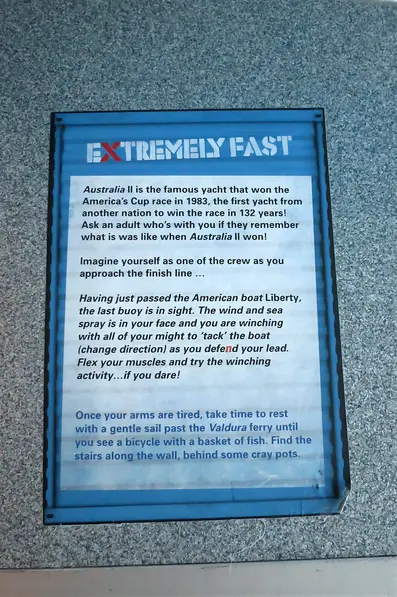 EXTREMELY FAST
Australia II is the famous yacht that won the
America's Cup race in 1983, the first yacht from
another nation to win the race in 132 years!
Ask an adult who's with you if they remember
what is was like when Australia II won!
Imagine yourself as one of the crew as you
approach the finish line ...
Having just passed the American boat Liberty,
the last buoy is in sight. The wind and sea
spray is in your face and you are winching
with all of your might to 'tack' the boat
(change direction) as you defend your lead.
Flex your muscles and try the winching
activity...if you dare!
Once your arms are tired, take time to rest
with a gentle sail past the Valdura ferry until
you see a bicycle with a basket of fish. Find the
stairs along the wall, behind some cray pots.